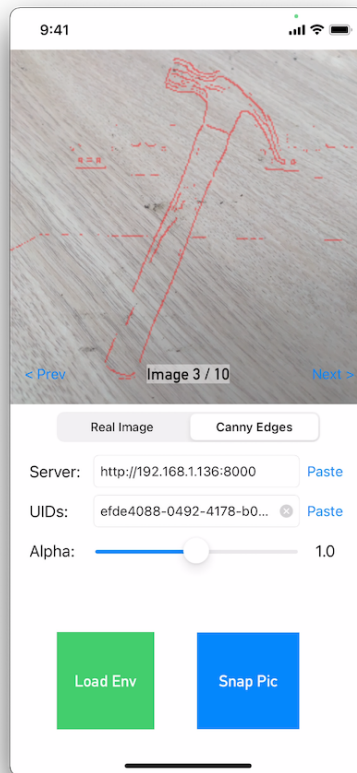 9:41
< Prev
Image 3 / 10
Next >
Real Image
Canny Edges
Server:
http://192.168.1.136:8000
Paste
UIDs:
efde4088-0492-4178-b0...
Paste
Alpha:
1.0
Load Env
Snap Pic